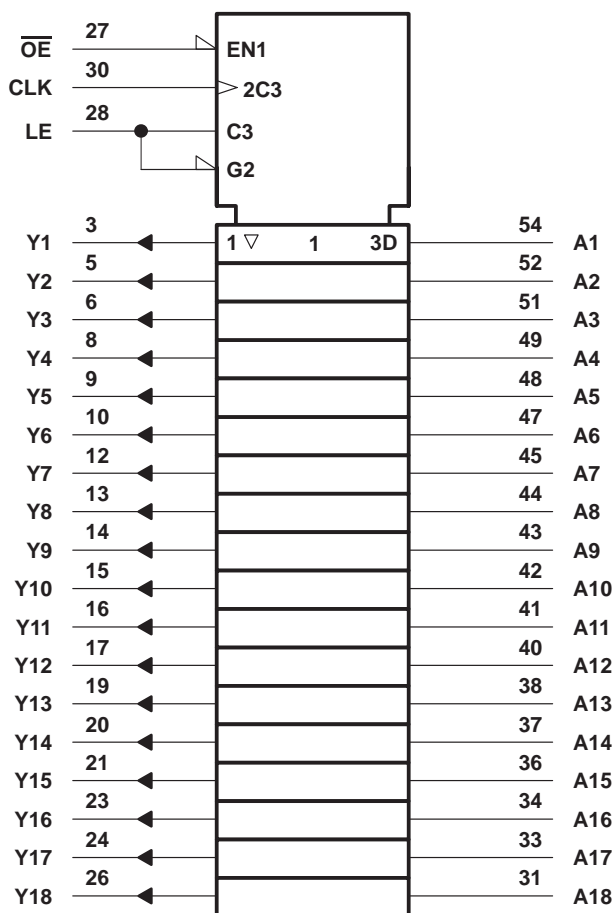 27
O̅E̅ EN1
30
CLK 2C3
28
LE C3
G2
3 54
Y1 1 ▽ 1 3D A1
5 52
Y2 A2
6 51
Y3 A3
8 49
Y4 A4
9 48
Y5 A5
10 47
Y6 A6
12 45
Y7 A7
13 44
Y8 A8
14 43
Y9 A9
15 42
Y10 A10
16 41
Y11 A11
17 40
Y12 A12
19 38
Y13 A13
20 37
Y14 A14
21 36
Y15 A15
23 34
Y16 A16
24 33
Y17 A17
26 31
Y18 A18